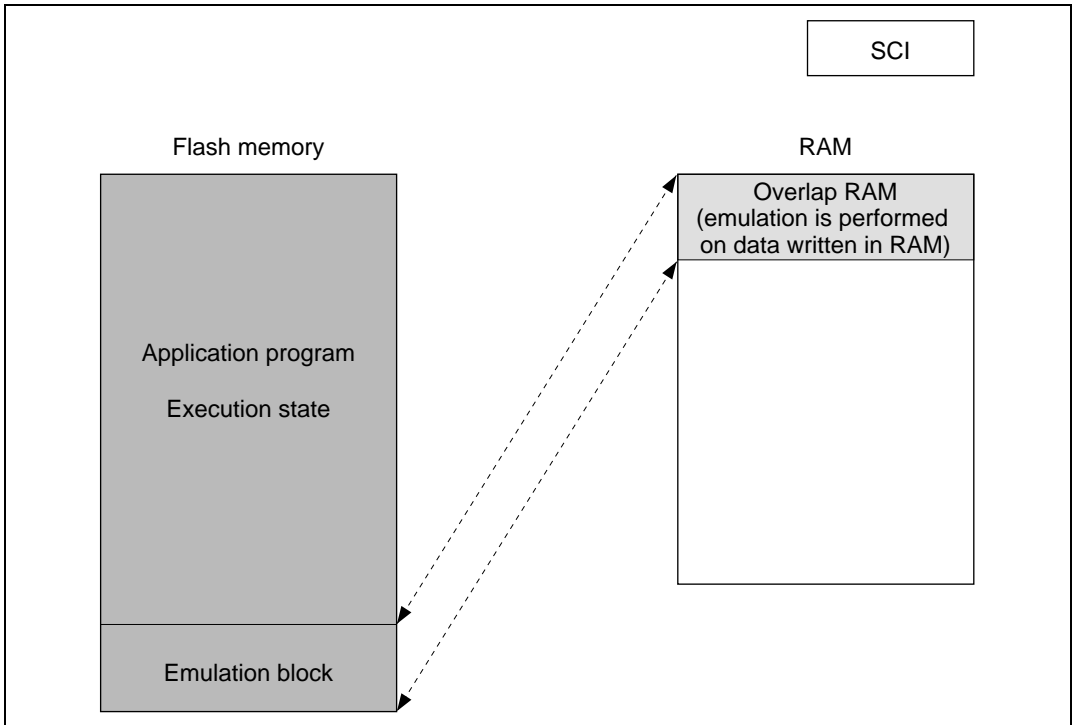 SCI
Flash memory
RAM
Overlap RAM
(emulation is performed
on data written in RAM)
Application program
Execution state
Emulation block